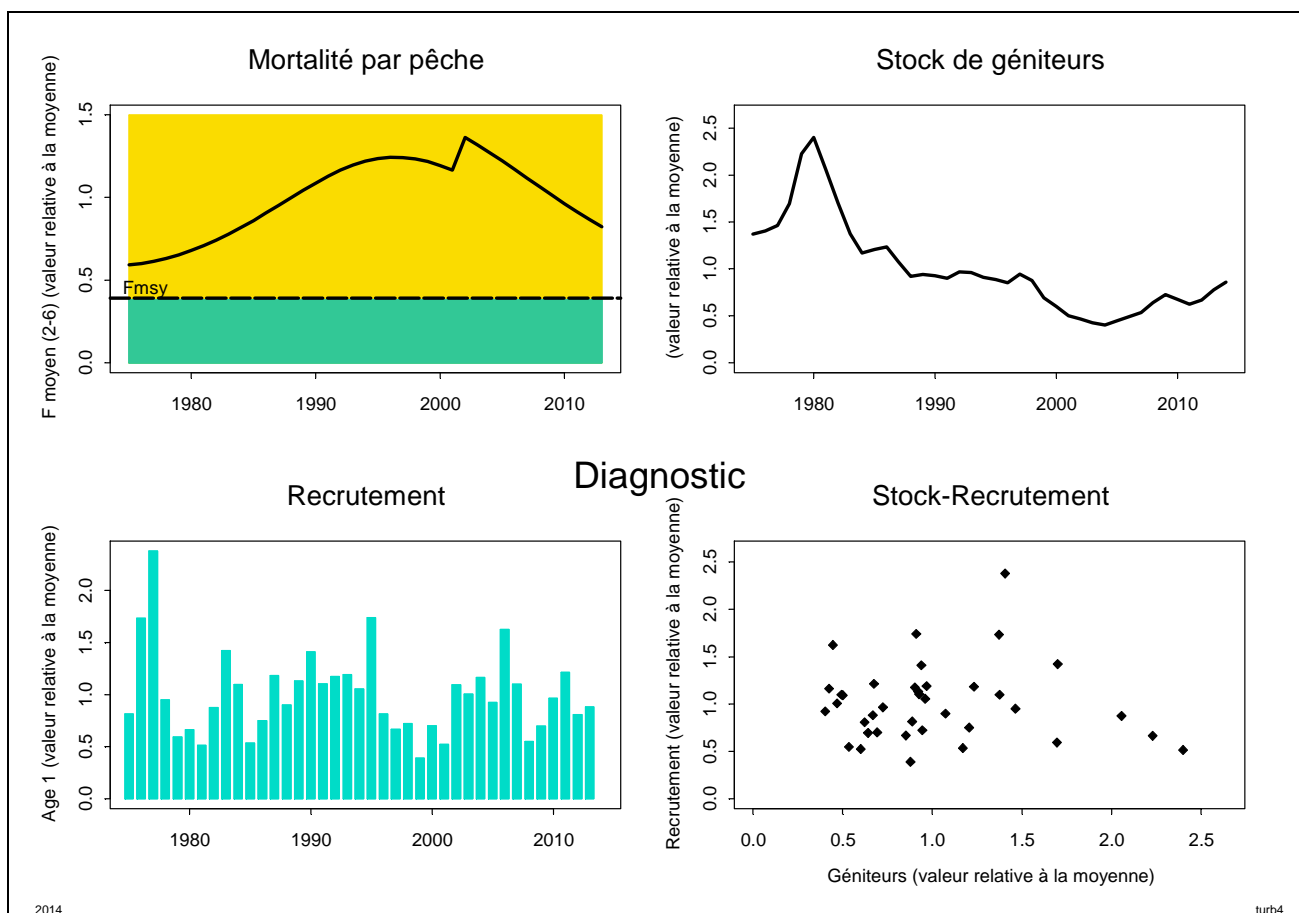 Mortalité par pêche
F moyen (2-6) (valeur relative à la moyenne)
0.0 0.5 1.0 1.5
Fmsy
1980 1990 2000 2010
Stock de géniteurs
(valeur relative à la moyenne)
0.0 0.5 1.0 1.5 2.0 2.5
1980 1990 2000 2010
Diagnostic
Recrutement
Age 1 (valeur relative à la moyenne)
0.0 0.5 1.0 1.5 2.0
1980 1990 2000 2010
Stock-Recrutement
Recrutement (valeur relative à la moyenne)
0.0 0.5 1.0 1.5 2.0 2.5
0.0 0.5 1.0 1.5 2.0 2.5
Géniteurs (valeur relative à la moyenne)
2014
turb4